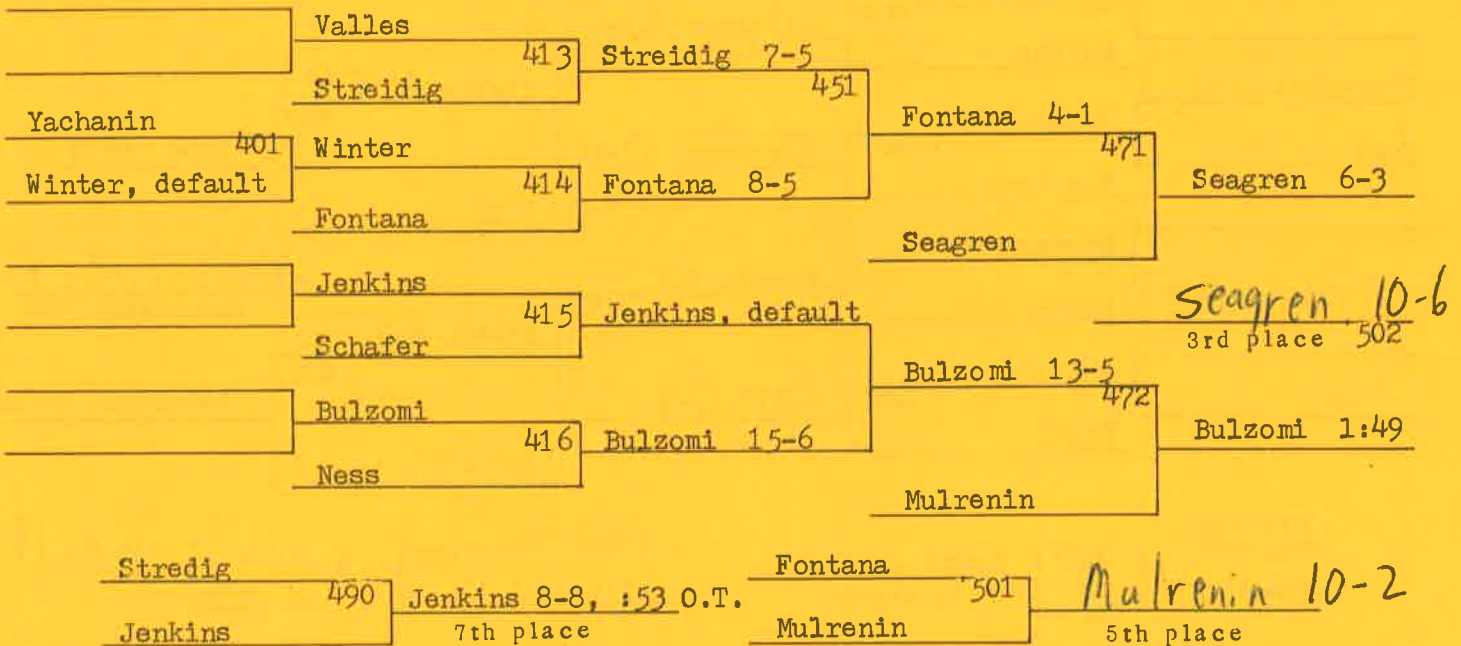 Valles
413 Streidig 7-5
Streidig 451
Yachanin Fontana 4-1
401 Winter 471
Winter, default 414 Fontana 8-5 Seagren 6-3
Fontana
Seagren
Jenkins
415 Jenkins, default Seagren 10-6
Schafer 3rd place 502
Bulzomi 13-5
Bulzomi 472
416 Bulzomi 15-6 Bulzomi 1:49
Ness
Mulrenin
Stredig Fontana
490 Jenkins 8-8, :53 O.T. 501 Mulrenin 10-2
Jenkins 7th place Mulrenin 5th place